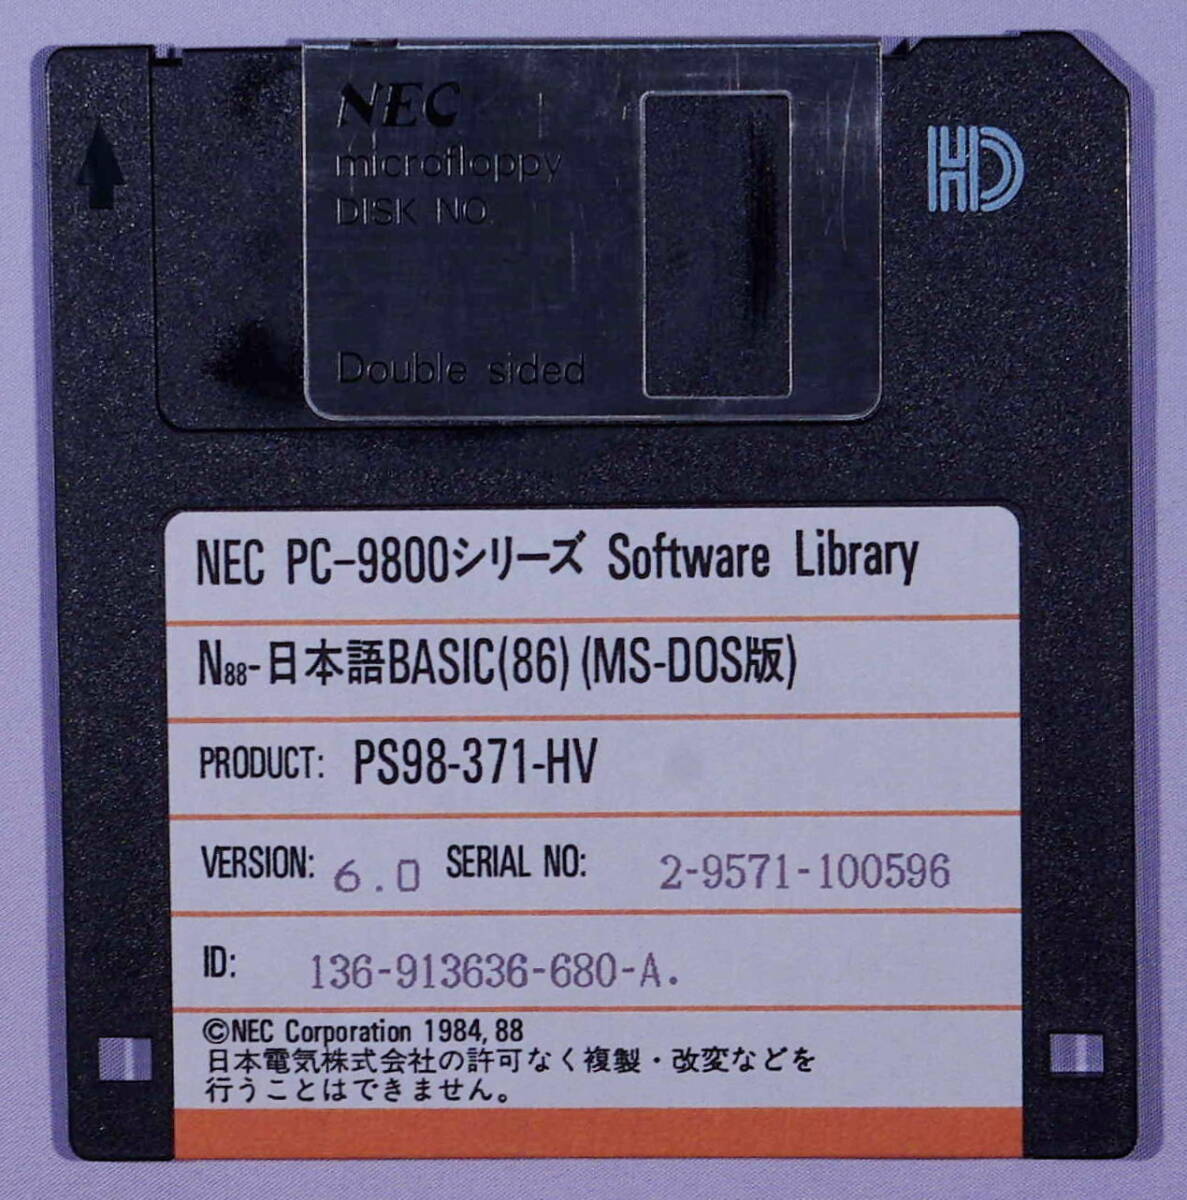 NEC
microfloppy
DISK NO.
Double sided
HD
NEC PC-9800シリーズ Software Library
N88-日本語BASIC(86) (MS-DOS版)
PRODUCT: PS98-371-HV
VERSION: 6.0 SERIAL NO: 2-9571-100596
ID: 136-913636-680-A.
©NEC Corporation 1984, 88
日本電気株式会社の許可なく複製・改変などを
行うことはできません。